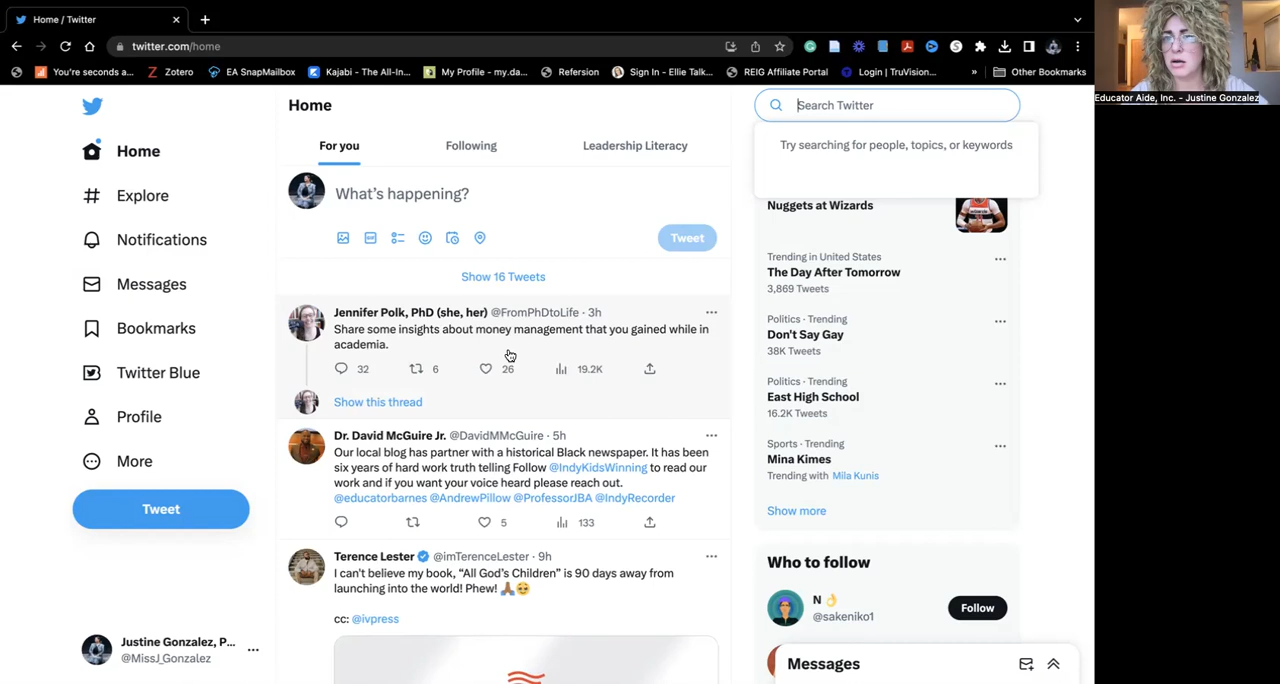 Home / Twitter
twitter.com/home
You're seconds a...
Zotero
EA SnapMailbox
Kajabi - The All-In...
My Profile - my.da...
Refersion
Sign In - Ellie Talk...
REIG Affiliate Portal
Login | TruVision...
»
Other Bookmarks
Educator Aide, Inc. - Justine Gonzalez
Home
Explore
Notifications
Messages
Bookmarks
Twitter Blue
Profile
More
Tweet
Justine Gonzalez, P...
@MissJ_Gonzalez
Home
For you
Following
Leadership Literacy
What's happening?
GIF
Tweet
Show 16 Tweets
Jennifer Polk, PhD (she, her) @FromPhDtoLife · 3h
Share some insights about money management that you gained while in
academia.
32 6 26 19.2K
Show this thread
Dr. David McGuire Jr. @DavidMMcGuire · 5h
Our local blog has partner with a historical Black newspaper. It has been
six years of hard work truth telling Follow @IndyKidsWinning to read our
work and if you want your voice heard please reach out.
@educatorbarnes @AndrewPillow @ProfessorJBA @IndyRecorder
5 133
Terence Lester @imTerenceLester · 9h
I can't believe my book, "All God's Children" is 90 days away from
launching into the world! Phew! 🙏🏾🥹
cc: @ivpress
Search Twitter
Try searching for people, topics, or keywords
Nuggets at Wizards
Trending in United States
The Day After Tomorrow
3,869 Tweets
Politics · Trending
Don't Say Gay
38K Tweets
Politics · Trending
East High School
16.2K Tweets
Sports · Trending
Mina Kimes
Trending with Mila Kunis
Show more
Who to follow
N 👌
@sakeniko1
Follow
Messages